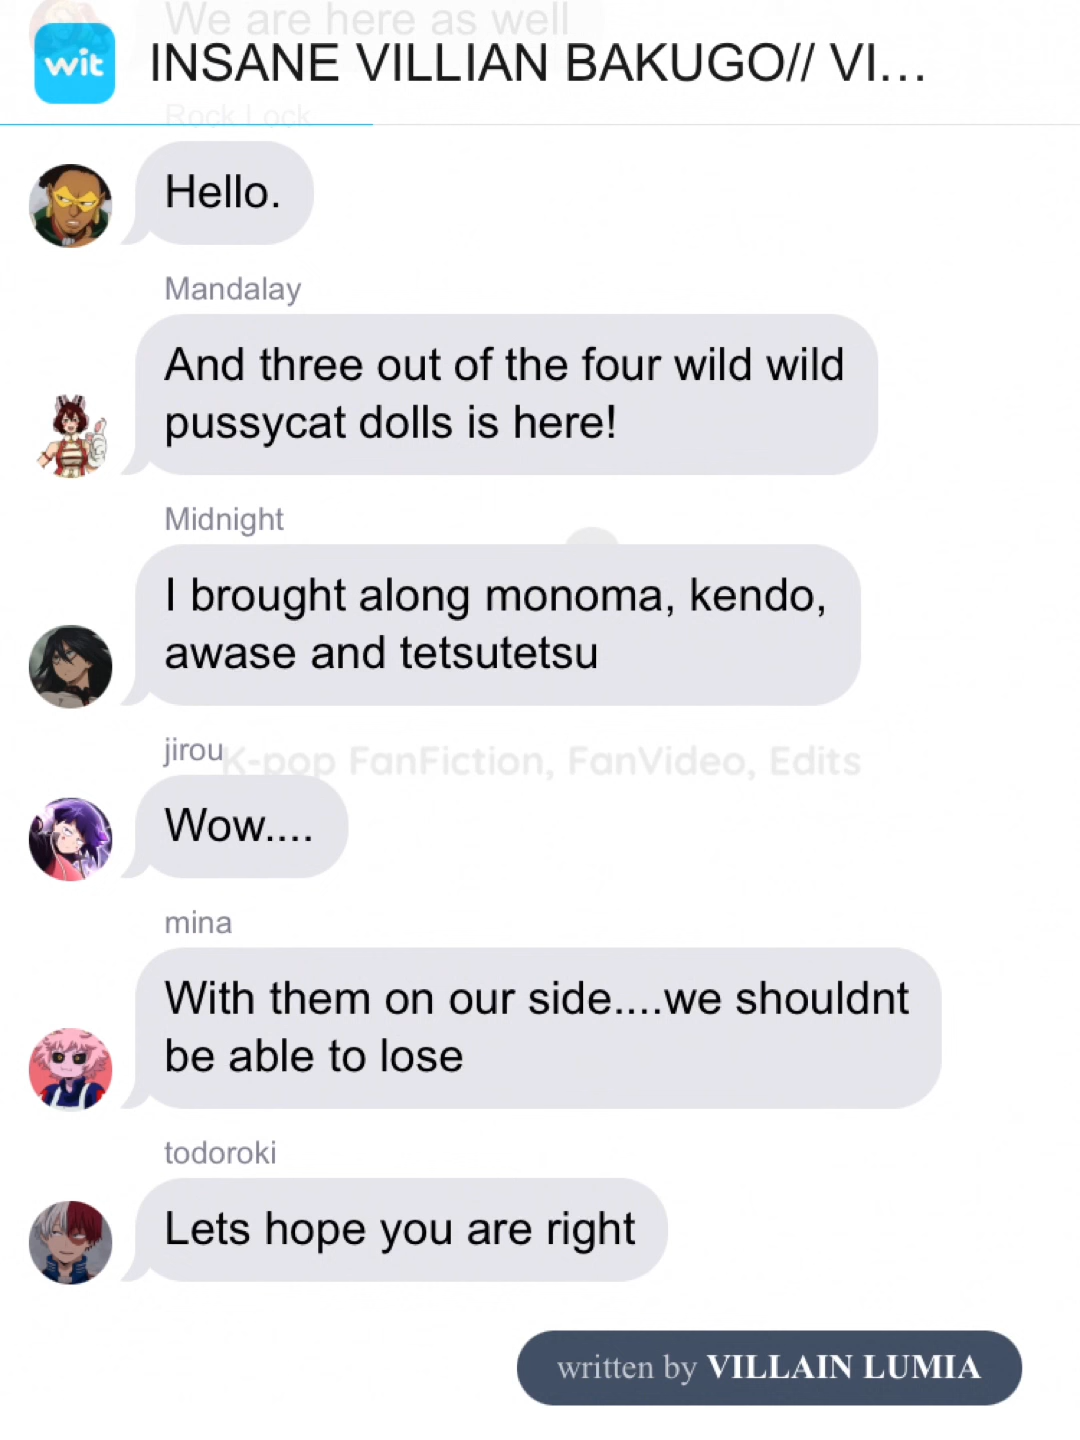 We are here as well
wit
INSANE VILLIAN BAKUGO// VI...
Rock Lock
Hello.
Mandalay
And three out of the four wild wild
pussycat dolls is here!
Midnight
I brought along monoma, kendo,
awase and tetsutetsu
jirou
K-pop FanFiction, FanVideo, Edits
Wow....
mina
With them on our side....we shouldnt
be able to lose
todoroki
Lets hope you are right
written by VILLAIN LUMIA